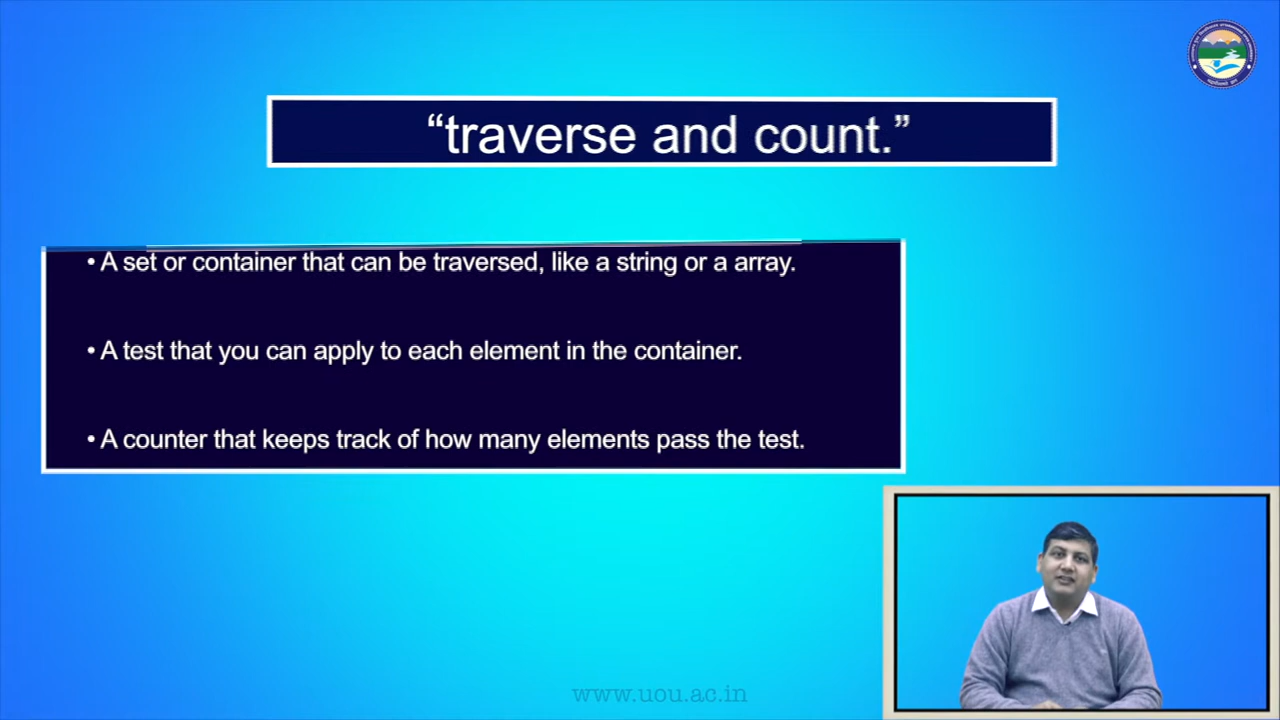 “traverse and count.”
• A set or container that can be traversed, like a string or a array.
• A test that you can apply to each element in the container.
• A counter that keeps track of how many elements pass the test.
www.uou.ac.in